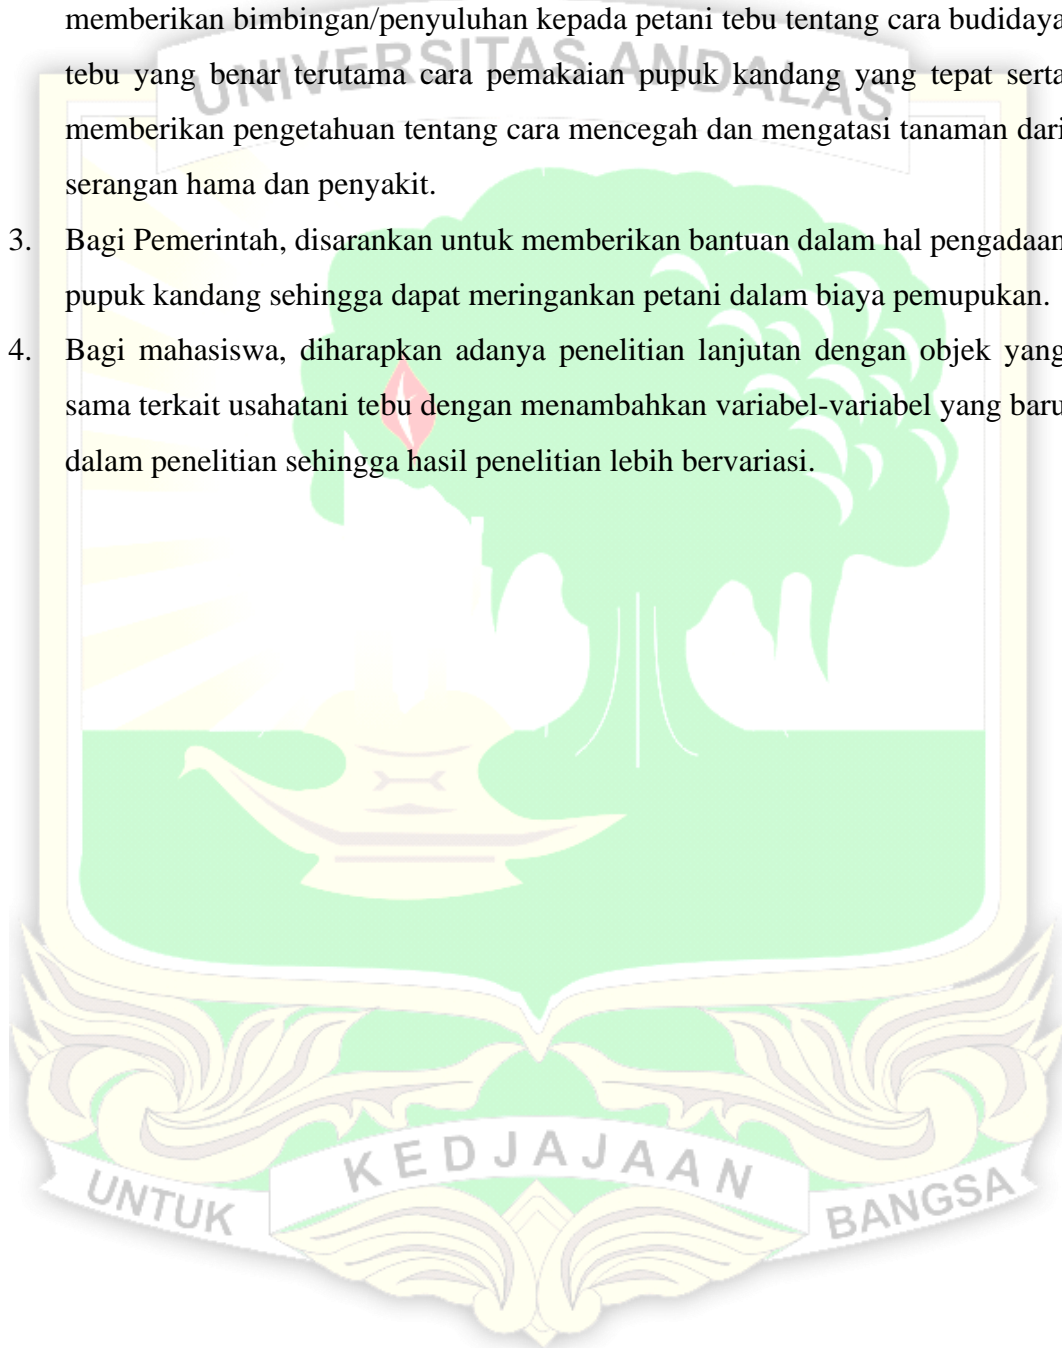 memberikan bimbingan/penyuluhan kepada petani tebu tentang cara budidaya
UNIVERSITAS ANDALAS
tebu yang benar terutama cara pemakaian pupuk kandang yang tepat serta
memberikan pengetahuan tentang cara mencegah dan mengatasi tanaman dari
serangan hama dan penyakit.
3. Bagi Pemerintah, disarankan untuk memberikan bantuan dalam hal pengadaan
pupuk kandang sehingga dapat meringankan petani dalam biaya pemupukan.
4. Bagi mahasiswa, diharapkan adanya penelitian lanjutan dengan objek yang
sama terkait usahatani tebu dengan menambahkan variabel-variabel yang baru
dalam penelitian sehingga hasil penelitian lebih bervariasi.
UNTUK KEDJAJAAN BANGSA